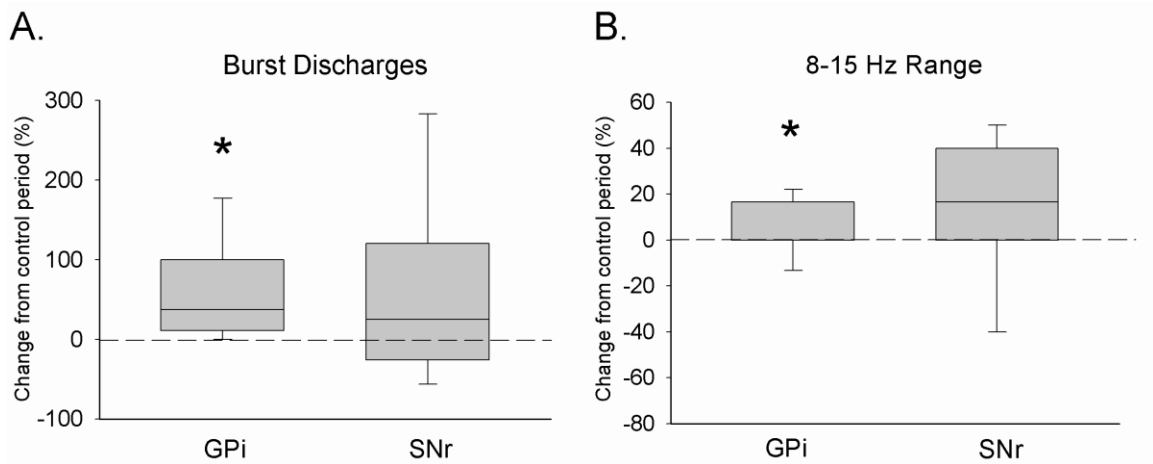 A.
Burst Discharges
Change from control period (%)
300
200
100
0
-100
*
GPi
SNr
B.
8-15 Hz Range
Change from control period (%)
60
40
20
0
-20
-40
-60
-80
*
GPi
SNr